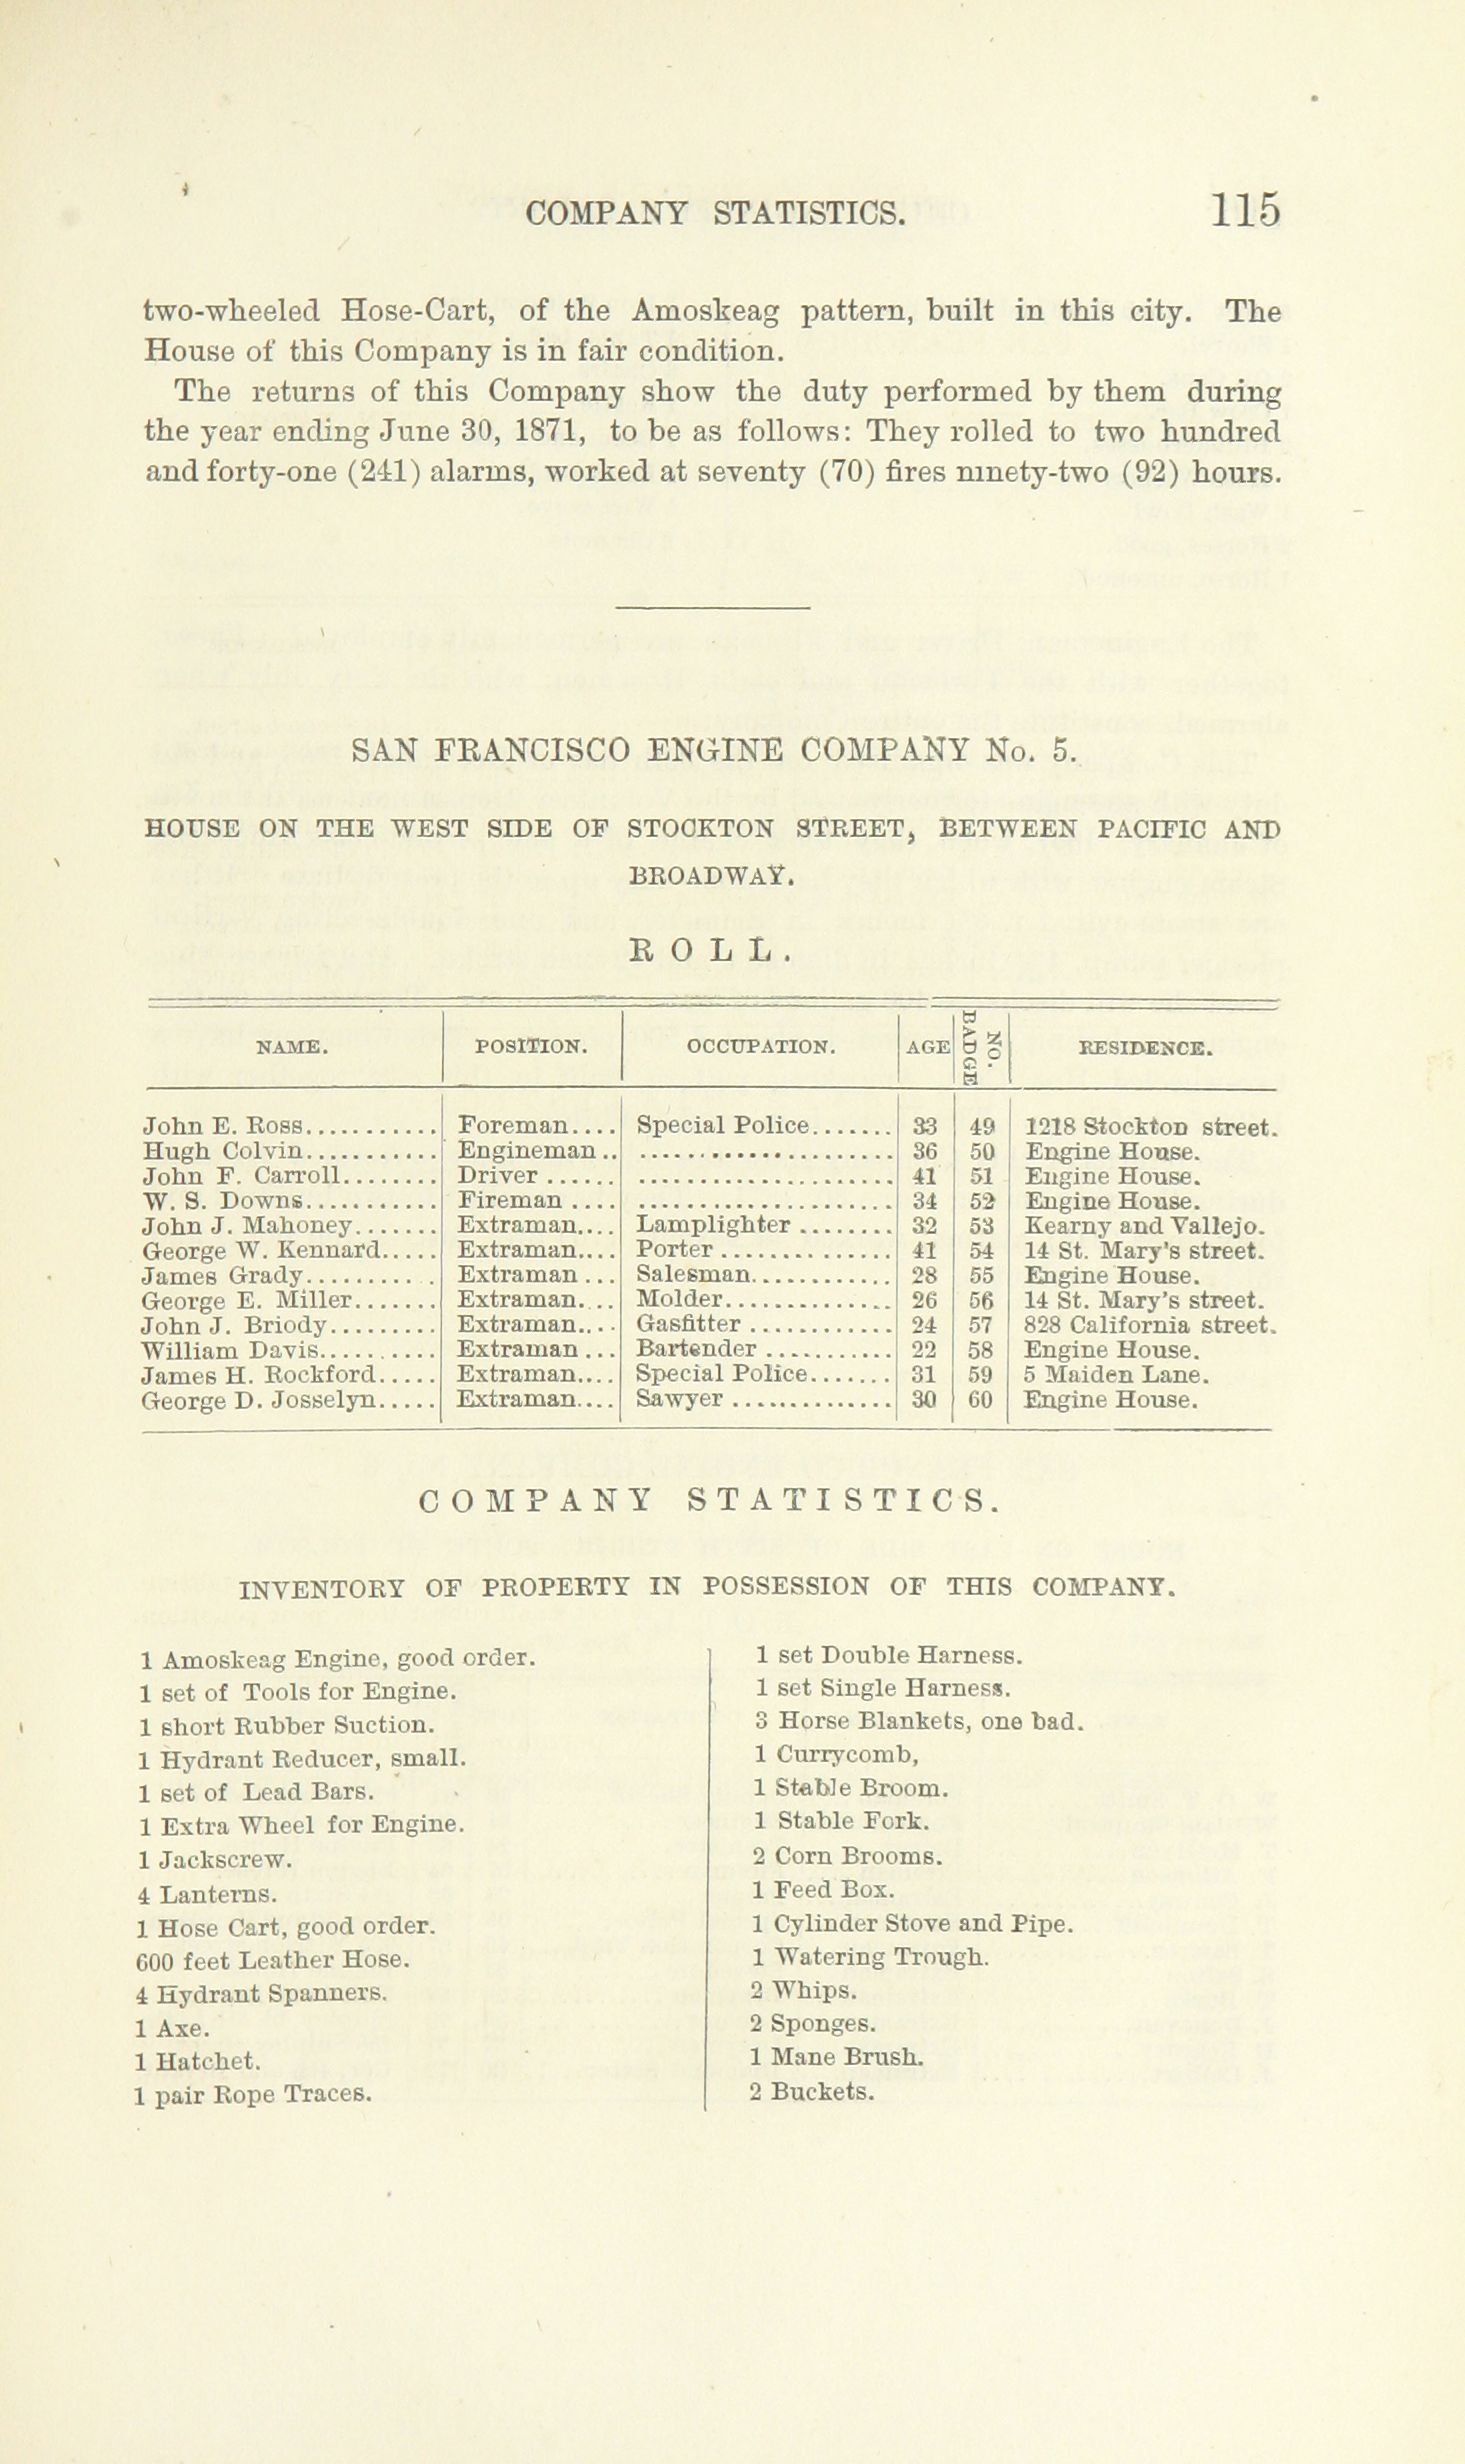 COMPANY STATISTICS. 115
two-wheeled Hose-Cart, of the Amoskeag pattern, built in this city. The
House of this Company is in fair condition.
The returns of this Company show the duty performed by them during
the year ending June 30, 1871, to be as follows: They rolled to two hundred
and forty-one (241) alarms, worked at seventy (70) fires ninety-two (92) hours.
SAN FRANCISCO ENGINE COMPANY No. 5.
HOUSE ON THE WEST SIDE OF STOCKTON STREET, BETWEEN PACIFIC AND
BROADWAY.
ROLL.
NAME. POSITION. OCCUPATION. AGE BADGE NO. RESIDENCE.
John E. Ross........... Foreman.... Special Police....... 33 49 1218 Stockton street.
Hugh Colvin........... Engineman.. ...................... 36 50 Engine House.
John F. Carroll........ Driver...... ...................... 41 51 Engine House.
W. S. Downs............ Fireman.... ...................... 34 52 Engine House.
John J. Mahoney....... Extraman.... Lamplighter........ 32 53 Kearny and Vallejo.
George W. Kennard..... Extraman.... Porter............... 41 54 14 St. Mary's street.
James Grady........... Extraman... Salesman............ 28 55 Engine House.
George E. Miller....... Extraman.... Molder.............. 26 56 14 St. Mary's street.
John J. Briody......... Extraman.... Gasfitter............. 24 57 828 California street.
William Davis.......... Extraman... Bartender........... 22 58 Engine House.
James H. Rockford..... Extraman.... Special Police....... 31 59 5 Maiden Lane.
George D. Josselyn..... Extraman.... Sawyer.............. 30 60 Engine House.
COMPANY STATISTICS.
INVENTORY OF PROPERTY IN POSSESSION OF THIS COMPANY.
1 Amoskeag Engine, good order.
1 set of Tools for Engine.
1 short Rubber Suction.
1 Hydrant Reducer, small.
1 set of Lead Bars.
1 Extra Wheel for Engine.
1 Jackscrew.
4 Lanterns.
1 Hose Cart, good order.
600 feet Leather Hose.
4 Hydrant Spanners.
1 Axe.
1 Hatchet.
1 pair Rope Traces.
1 set Double Harness.
1 set Single Harness.
3 Horse Blankets, one bad.
1 Currycomb,
1 Stable Broom.
1 Stable Fork.
2 Corn Brooms.
1 Feed Box.
1 Cylinder Stove and Pipe.
1 Watering Trough.
2 Whips.
2 Sponges.
1 Mane Brush.
2 Buckets.